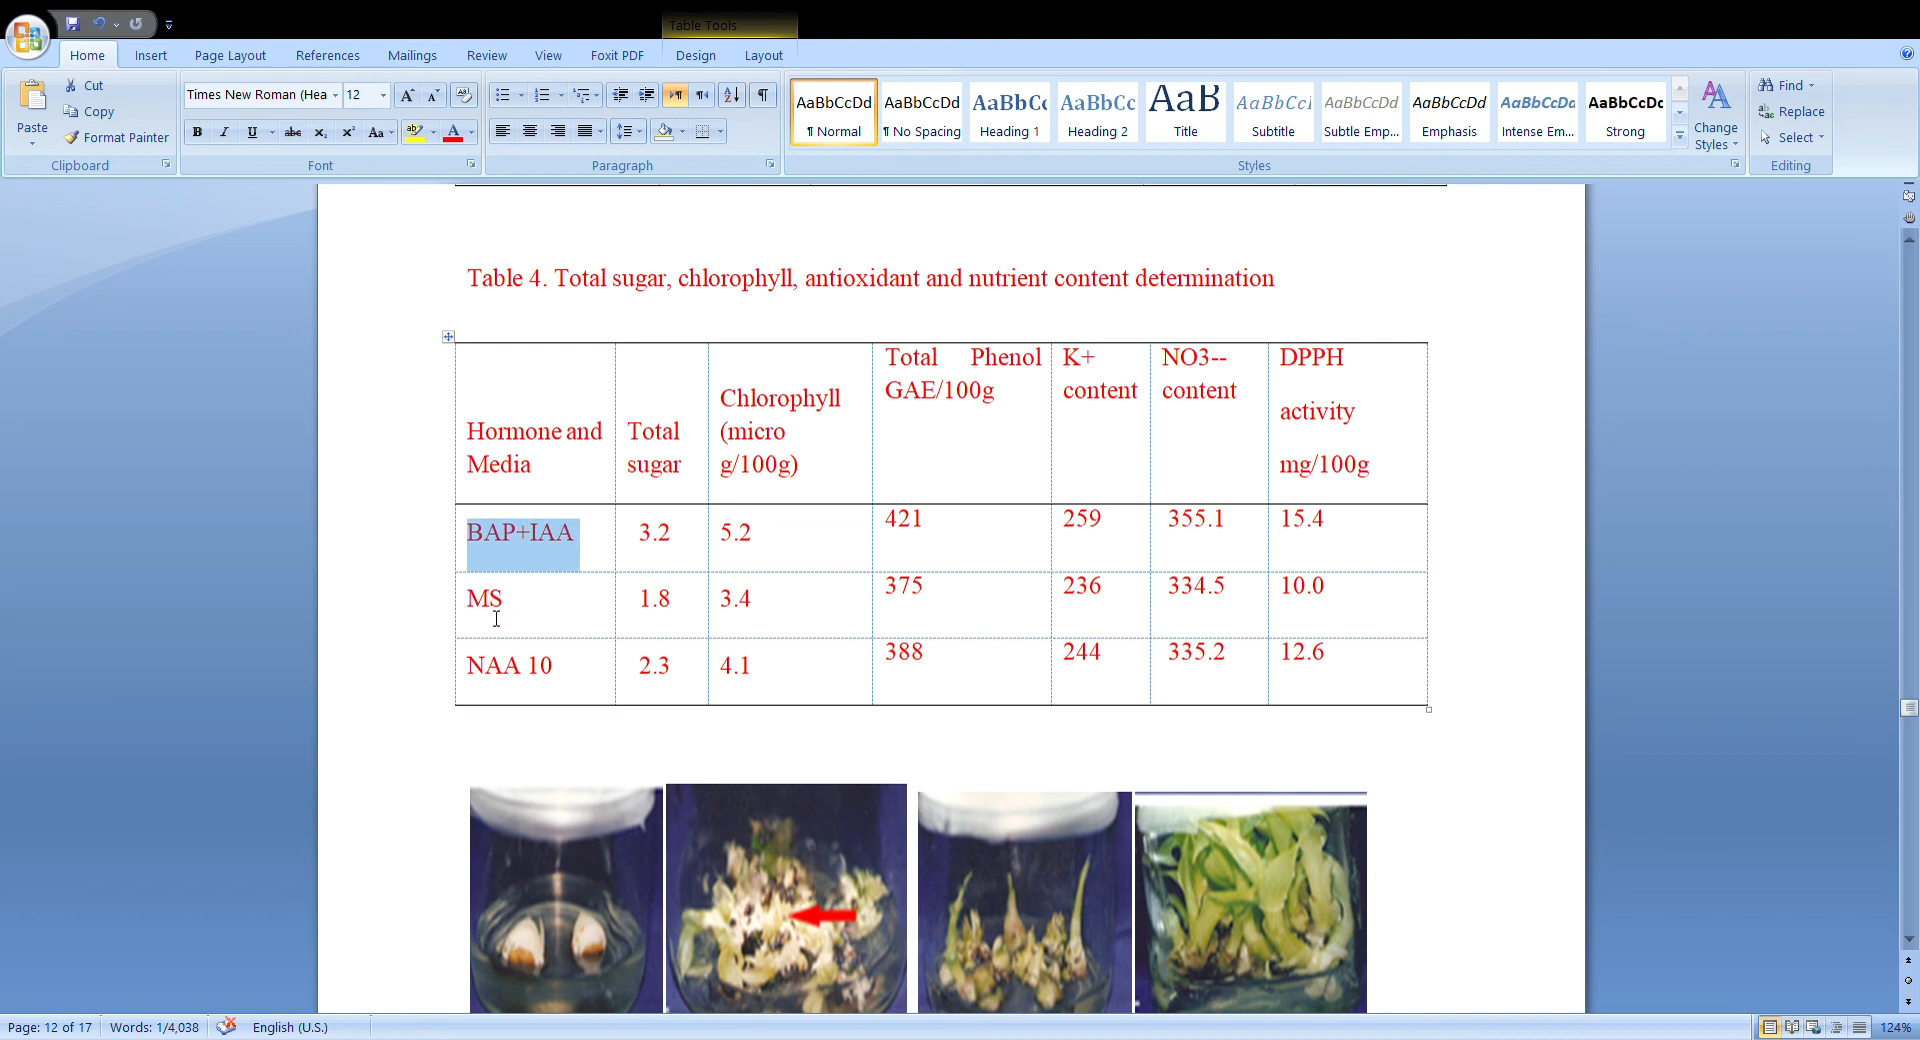 Table Tools
Home Insert Page Layout References Mailings Review View Foxit PDF Design Layout
Paste
Cut
Copy
Format Painter
Clipboard
Times New Roman (Hea 12
Font
Paragraph
AaBbCcDd AaBbCcDd AaBbCc AaBbCc AaB AaBbCcI AaBbCcDd AaBbCcDd AaBbCcDd AaBbCcDc
¶ Normal ¶ No Spacing Heading 1 Heading 2 Title Subtitle Subtle Emp... Emphasis Intense Em... Strong
Change
Styles
Styles
Find
Replace
Select
Editing
Table 4. Total sugar, chlorophyll, antioxidant and nutrient content determination
Hormone and
Media
Total
sugar
Chlorophyll
(micro
g/100g)
Total Phenol
GAE/100g
K+
content
NO3--
content
DPPH
activity
mg/100g
BAP+IAA 3.2 5.2 421 259 355.1 15.4
MS 1.8 3.4 375 236 334.5 10.0
NAA 10 2.3 4.1 388 244 335.2 12.6
Page: 12 of 17 Words: 1/4,038 English (U.S.) 124%